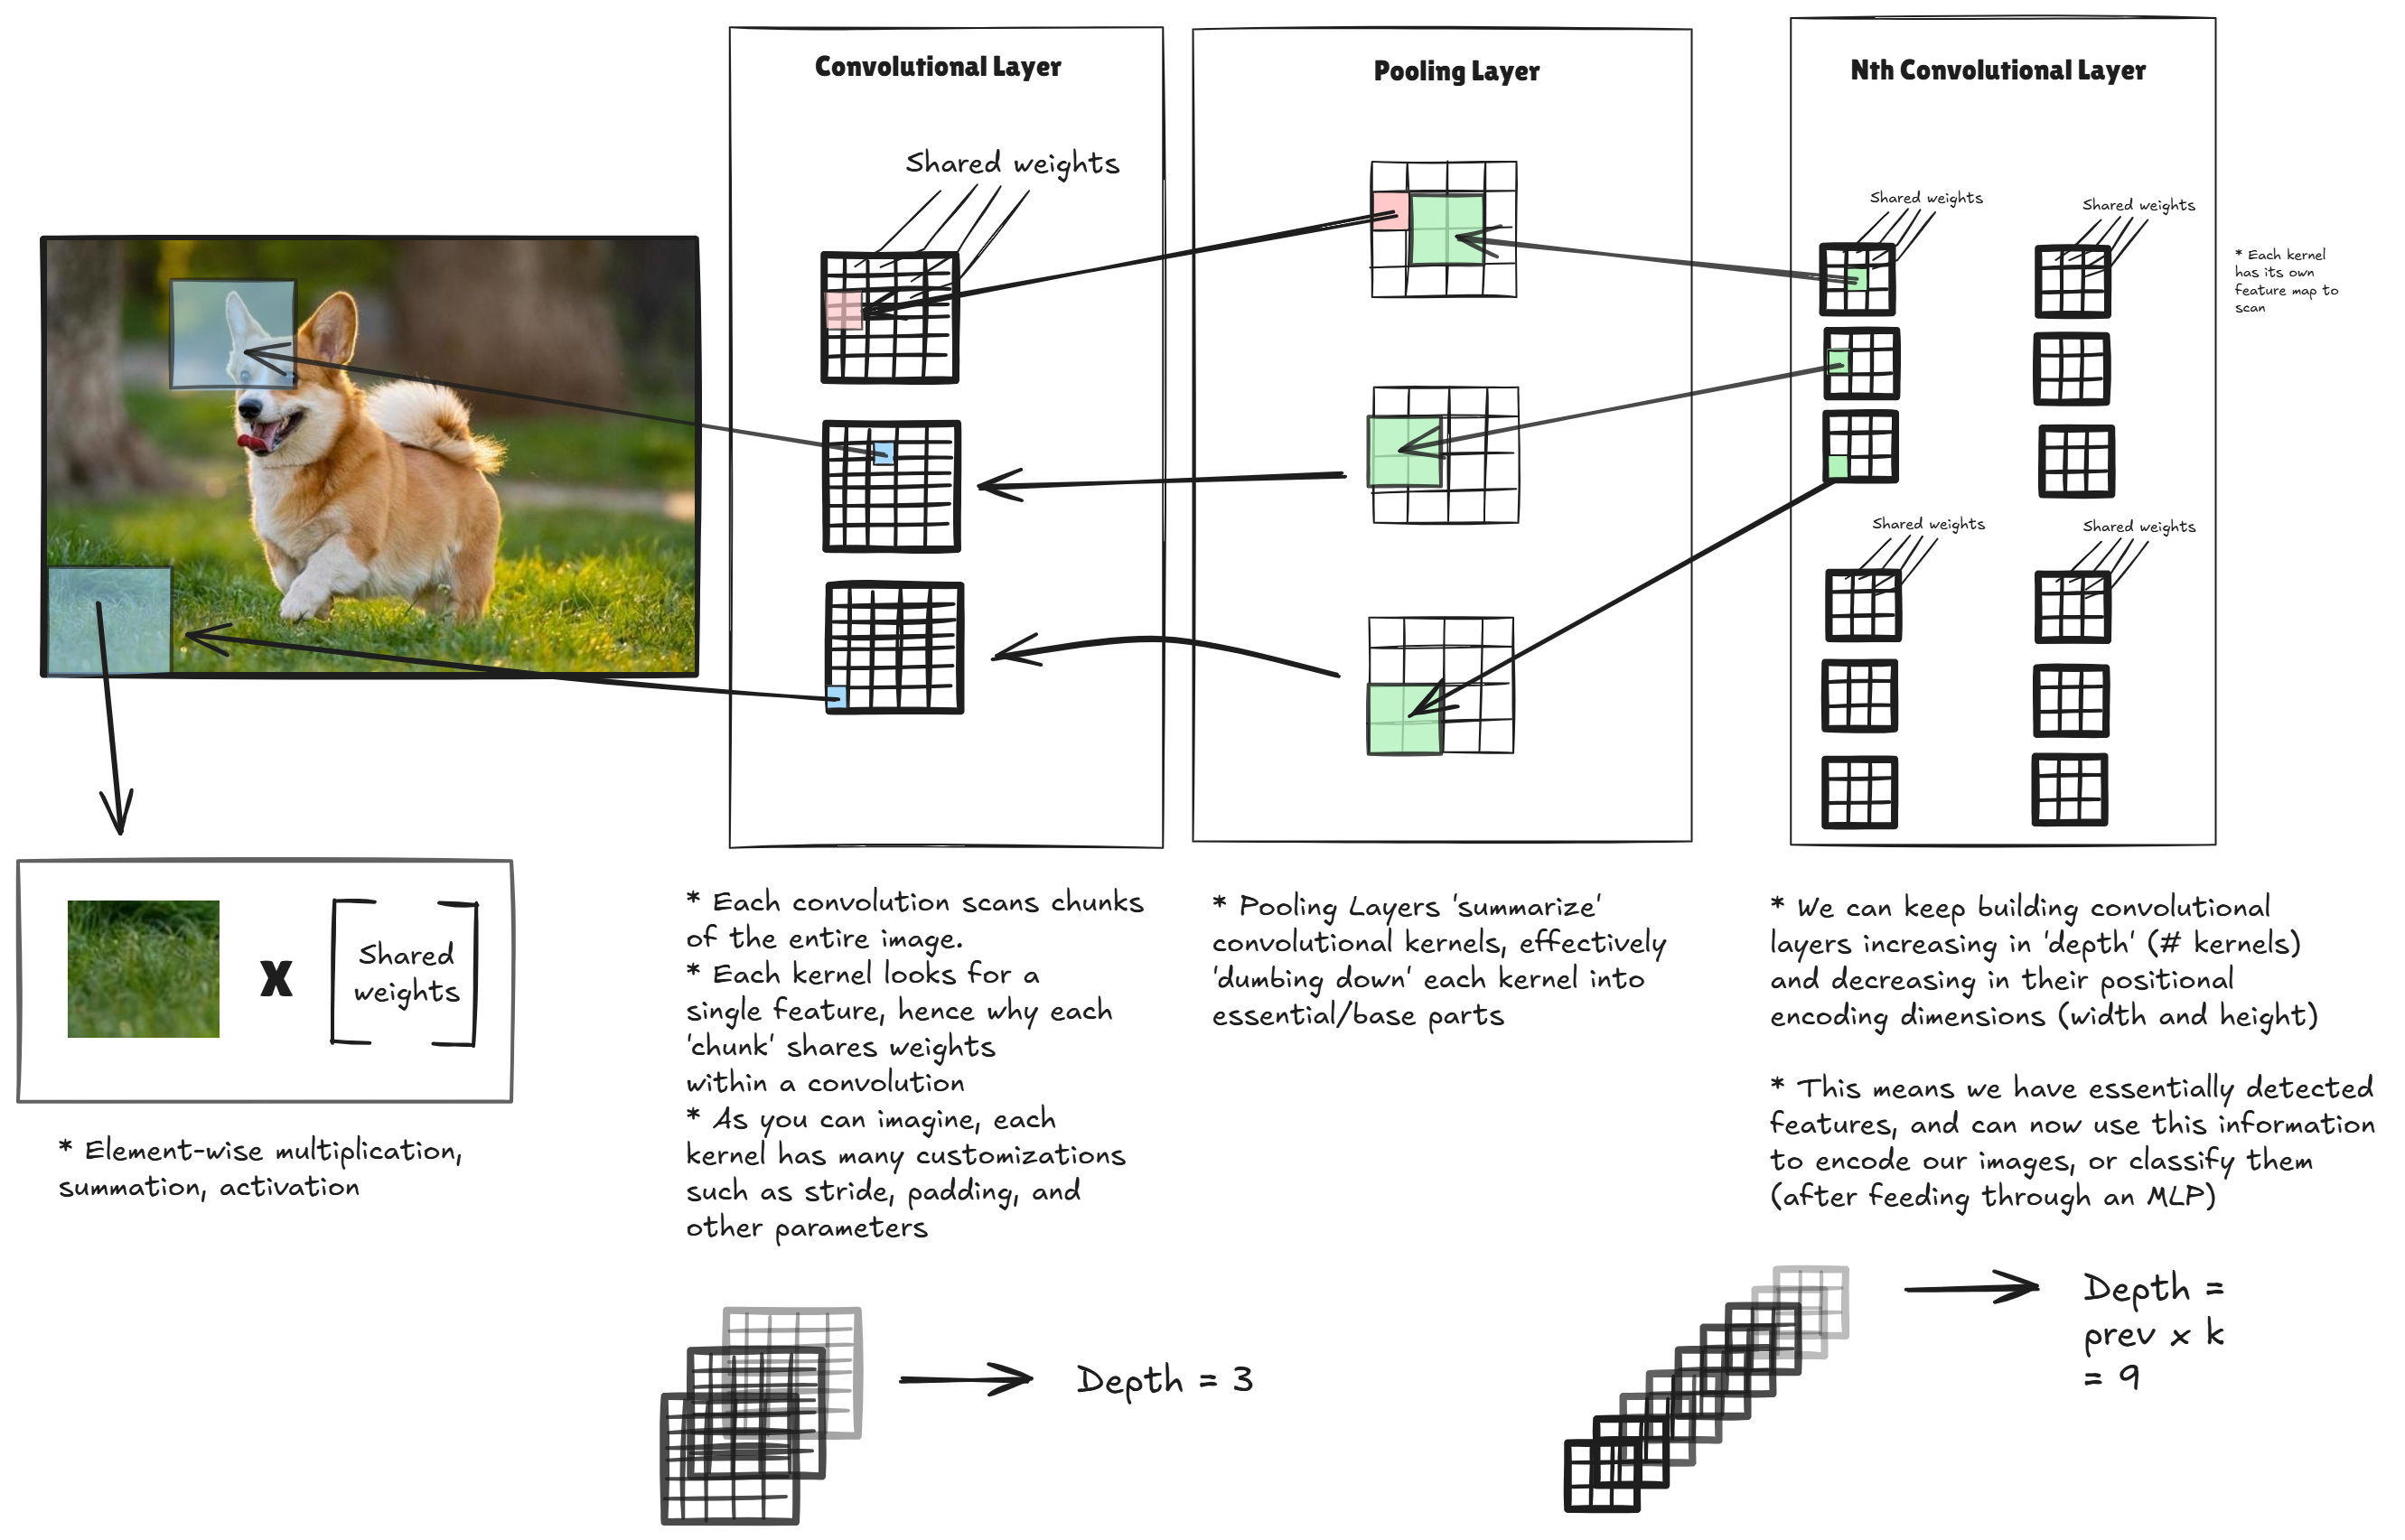 Convolutional Layer
Shared weights
Pooling Layer
Nth Convolutional Layer
Shared weights
Shared weights
Shared weights
Shared weights
* Each kernel
has its own
feature map to
scan
X
Shared
weights
* Element-wise multiplication,
summation, activation
* Each convolution scans chunks
of the entire image.
* Each kernel looks for a
single feature, hence why each
'chunk' shares weights
within a convolution
* As you can imagine, each
kernel has many customizations
such as stride, padding, and
other parameters
* Pooling Layers 'summarize'
convolutional kernels, effectively
'dumbing down' each kernel into
essential/base parts
* We can keep building convolutional
layers increasing in 'depth' (# kernels)
and decreasing in their positional
encoding dimensions (width and height)
* This means we have essentially detected
features, and can now use this information
to encode our images, or classify them
(after feeding through an MLP)
Depth = 3
Depth =
prev x k
= 9